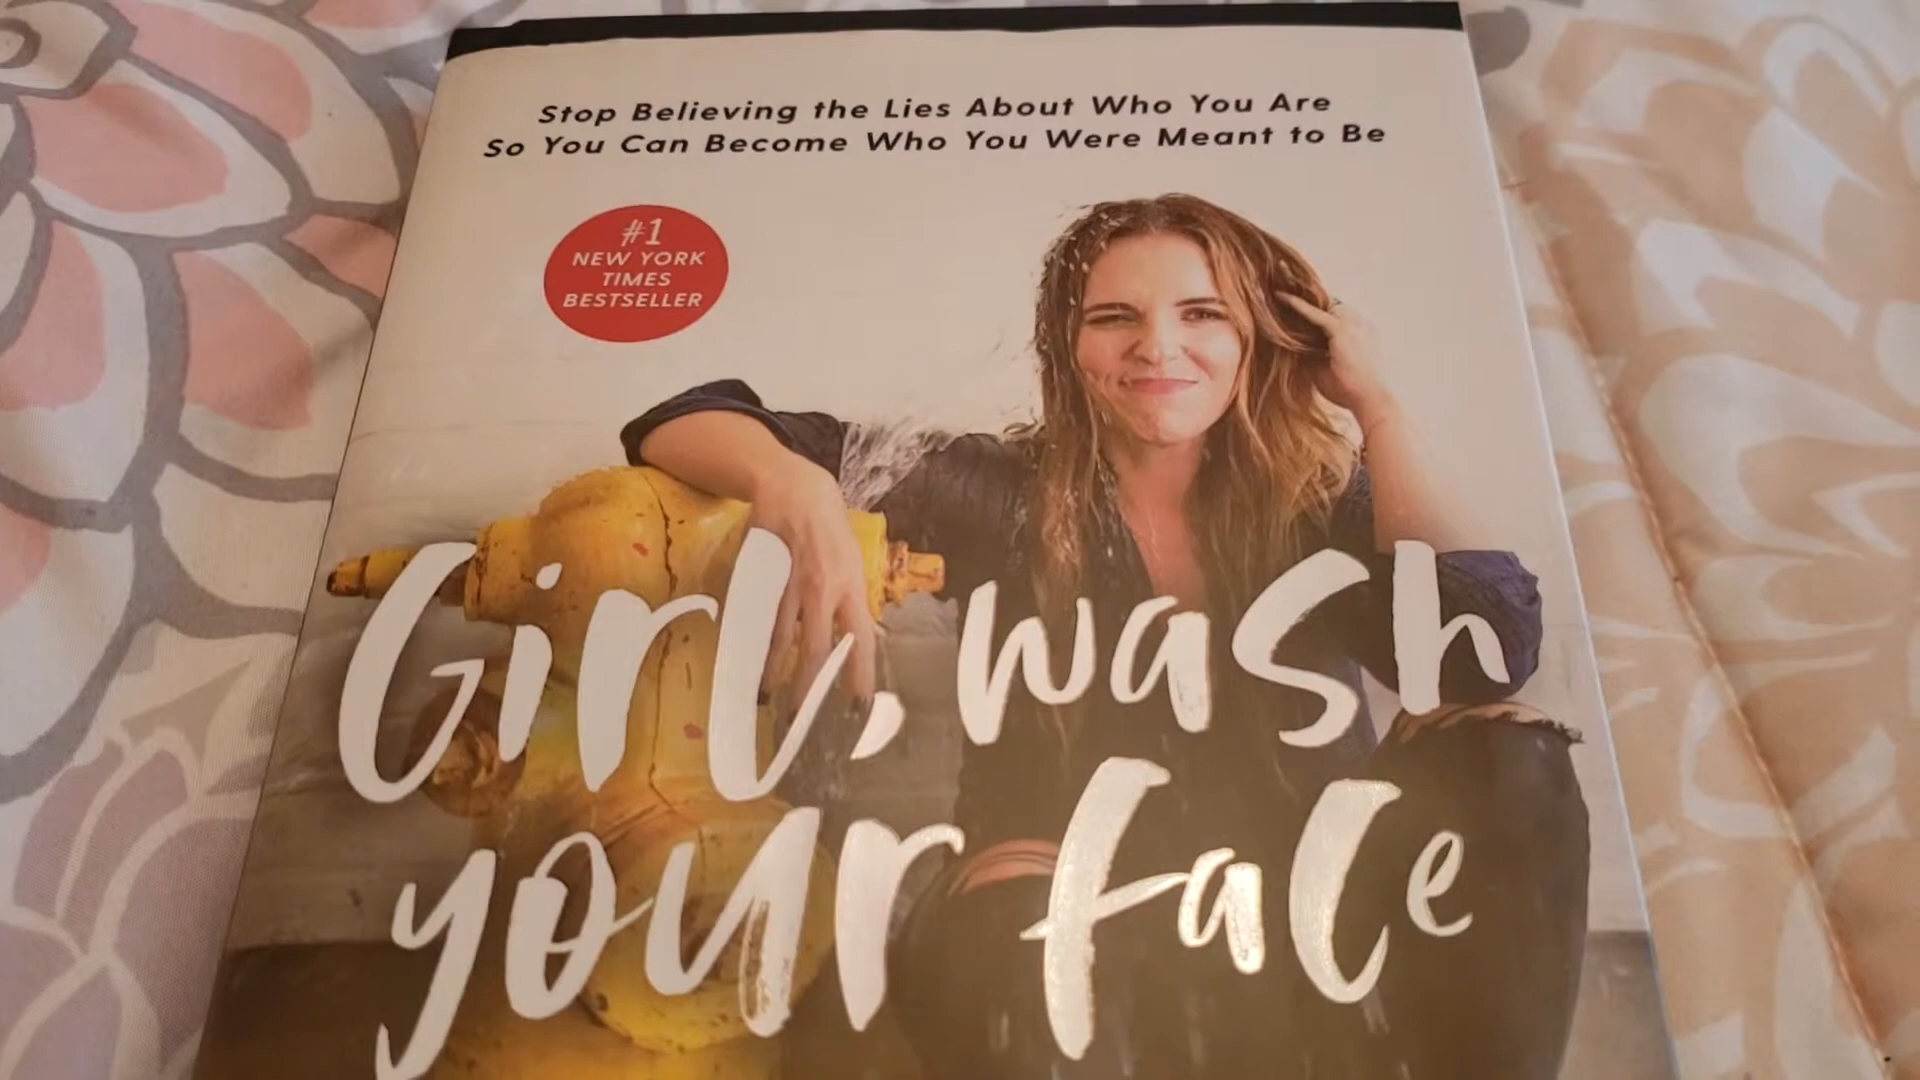 Stop Believing the Lies About Who You Are
So You Can Become Who You Were Meant to Be
#1
NEW YORK
TIMES
BESTSELLER
Girl, wash
your face